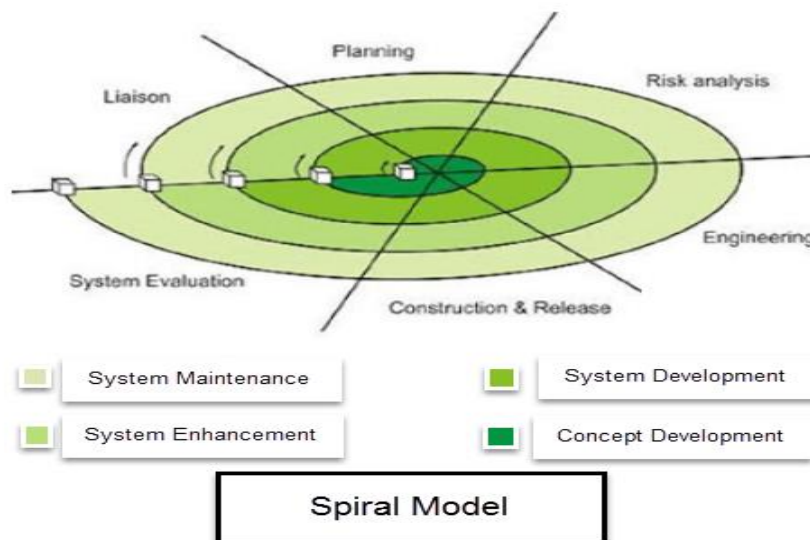 Planning
Risk analysis
Liaison
Engineering
System Evaluation
Construction & Release
System Maintenance
System Development
System Enhancement
Concept Development
Spiral Model